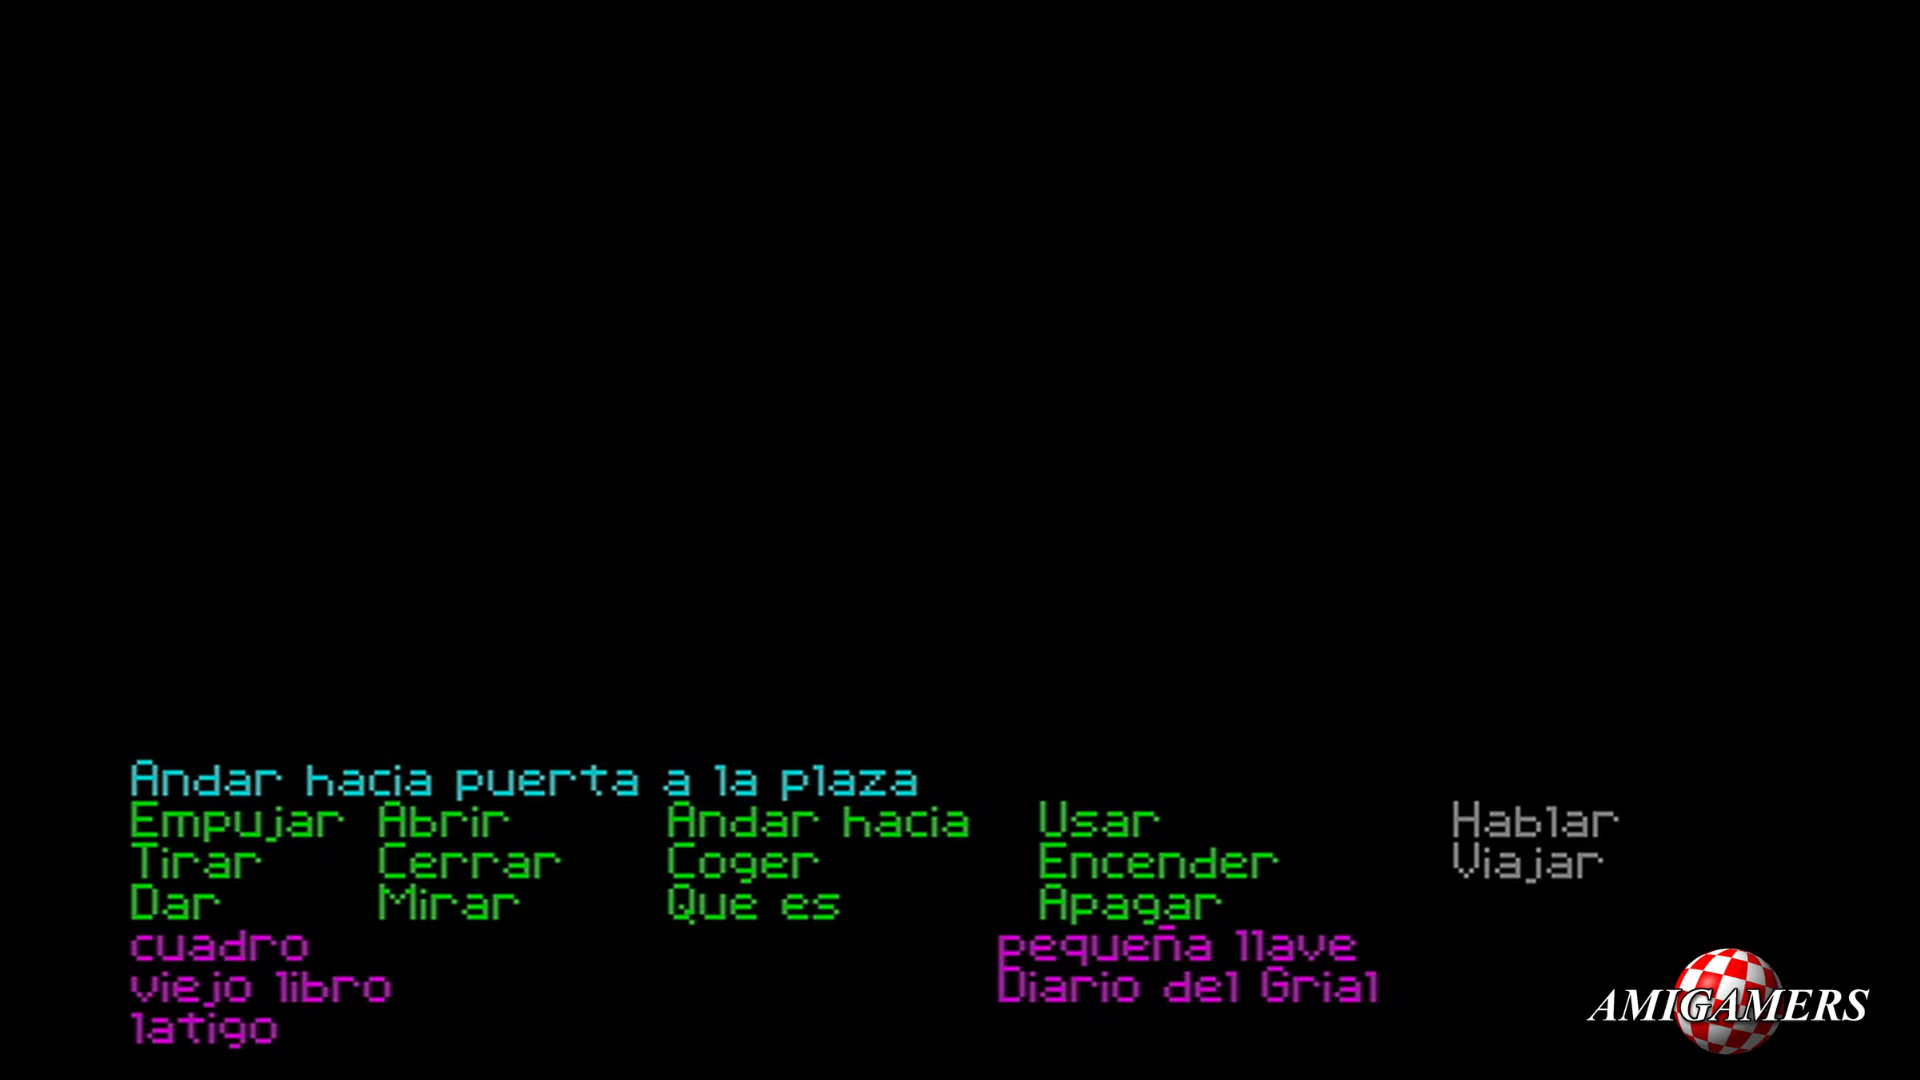 Andar hacia puerta a la plaza
Empujar Abrir Andar hacia Usar Hablar
Tirar Cerrar Coger Encender Viajar
Dar Mirar Que es Apagar
cuadro pequeña llave
viejo libro Diario del Grial
latigo
AMIGAMERS